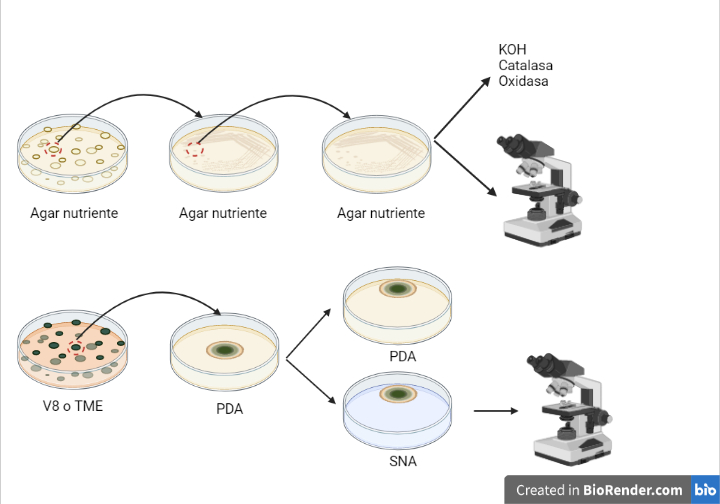 KOH
Catalasa
Oxidasa
Agar nutriente
Agar nutriente
Agar nutriente
PDA
V8 o TME
PDA
SNA
Created in BioRender.com bio